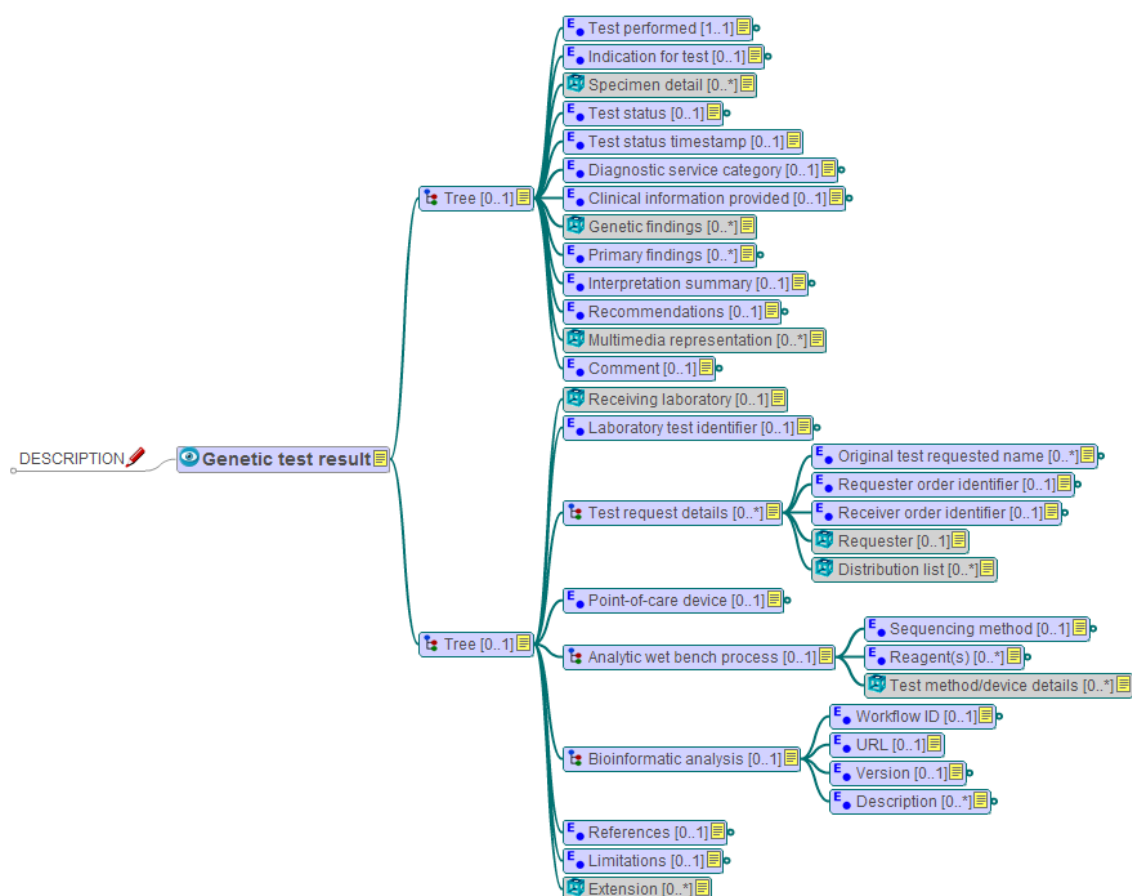 DESCRIPTION
Genetic test result
Tree [0..1]
Test performed [1..1]
Indication for test [0..1]
Specimen detail [0..*]
Test status [0..1]
Test status timestamp [0..1]
Diagnostic service category [0..1]
Clinical information provided [0..1]
Genetic findings [0..*]
Primary findings [0..*]
Interpretation summary [0..1]
Recommendations [0..1]
Multimedia representation [0..*]
Comment [0..1]
Tree [0..1]
Receiving laboratory [0..1]
Laboratory test identifier [0..1]
Test request details [0..*]
Original test requested name [0..*]
Requester order identifier [0..1]
Receiver order identifier [0..1]
Requester [0..1]
Distribution list [0..*]
Point-of-care device [0..1]
Analytic wet bench process [0..1]
Sequencing method [0..1]
Reagent(s) [0..*]
Test method/device details [0..*]
Bioinformatic analysis [0..1]
Workflow ID [0..1]
URL [0..1]
Version [0..1]
Description [0..*]
References [0..1]
Limitations [0..1]
Extension [0..*]